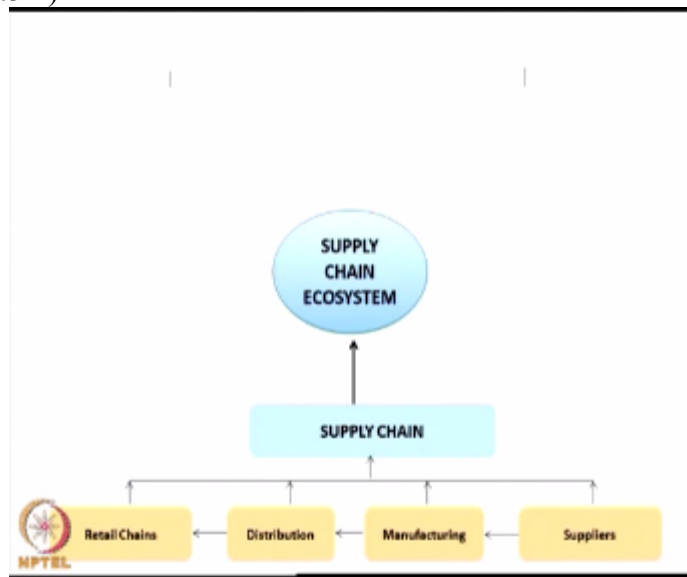 SUPPLY
CHAIN
ECOSYSTEM
SUPPLY CHAIN
Retail Chains
Distribution
Manufacturing
Suppliers
NPTEL